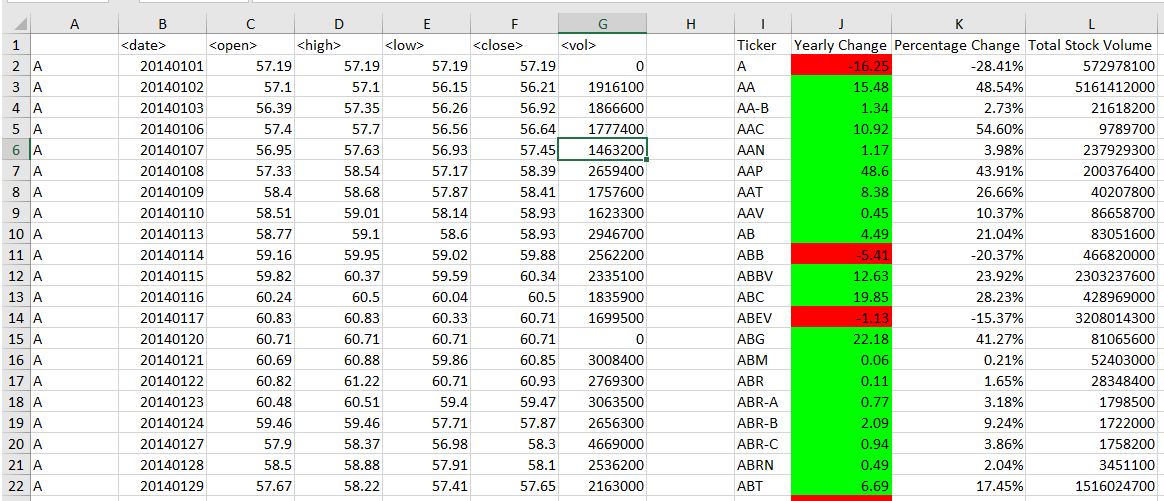 A B C D E F G H I J K L
1 <date> <open> <high> <low> <close> <vol> Ticker Yearly Change Percentage Change Total Stock Volume
2 A 20140101 57.19 57.19 57.19 57.19 0 A -16.25 -28.41% 572978100
3 A 20140102 57.1 57.1 56.15 56.21 1916100 AA 15.48 48.54% 5161412000
4 A 20140103 56.39 57.35 56.26 56.92 1866600 AA-B 1.34 2.73% 21618200
5 A 20140106 57.4 57.7 56.56 56.64 1777400 AAC 10.92 54.60% 9789700
6 A 20140107 56.95 57.63 56.93 57.45 1463200 AAN 1.17 3.98% 237929300
7 A 20140108 57.33 58.54 57.17 58.39 2659400 AAP 48.6 43.91% 200376400
8 A 20140109 58.4 58.68 57.87 58.41 1757600 AAT 8.38 26.66% 40207800
9 A 20140110 58.51 59.01 58.14 58.93 1623300 AAV 0.45 10.37% 86658700
10 A 20140113 58.77 59.1 58.6 58.93 2946700 AB 4.49 21.04% 83051600
11 A 20140114 59.16 59.95 59.02 59.88 2562200 ABB -5.41 -20.37% 466820000
12 A 20140115 59.82 60.37 59.59 60.34 2335100 ABBV 12.63 23.92% 2303237600
13 A 20140116 60.24 60.5 60.04 60.5 1835900 ABC 19.85 28.23% 428969000
14 A 20140117 60.83 60.83 60.33 60.71 1699500 ABEV -1.13 -15.37% 3208014300
15 A 20140120 60.71 60.71 60.71 60.71 0 ABG 22.18 41.27% 81065600
16 A 20140121 60.69 60.88 59.86 60.85 3008400 ABM 0.06 0.21% 52403000
17 A 20140122 60.82 61.22 60.71 60.93 2769300 ABR 0.11 1.65% 28348400
18 A 20140123 60.48 60.51 59.4 59.47 3063500 ABR-A 0.77 3.18% 1798500
19 A 20140124 59.46 59.46 57.71 57.87 2656300 ABR-B 2.09 9.24% 1722000
20 A 20140127 57.9 58.37 56.98 58.3 4669000 ABR-C 0.94 3.86% 1758200
21 A 20140128 58.5 58.88 57.91 58.1 2536200 ABRN 0.49 2.04% 3451100
22 A 20140129 57.67 58.22 57.41 57.65 2163000 ABT 6.69 17.45% 1516024700